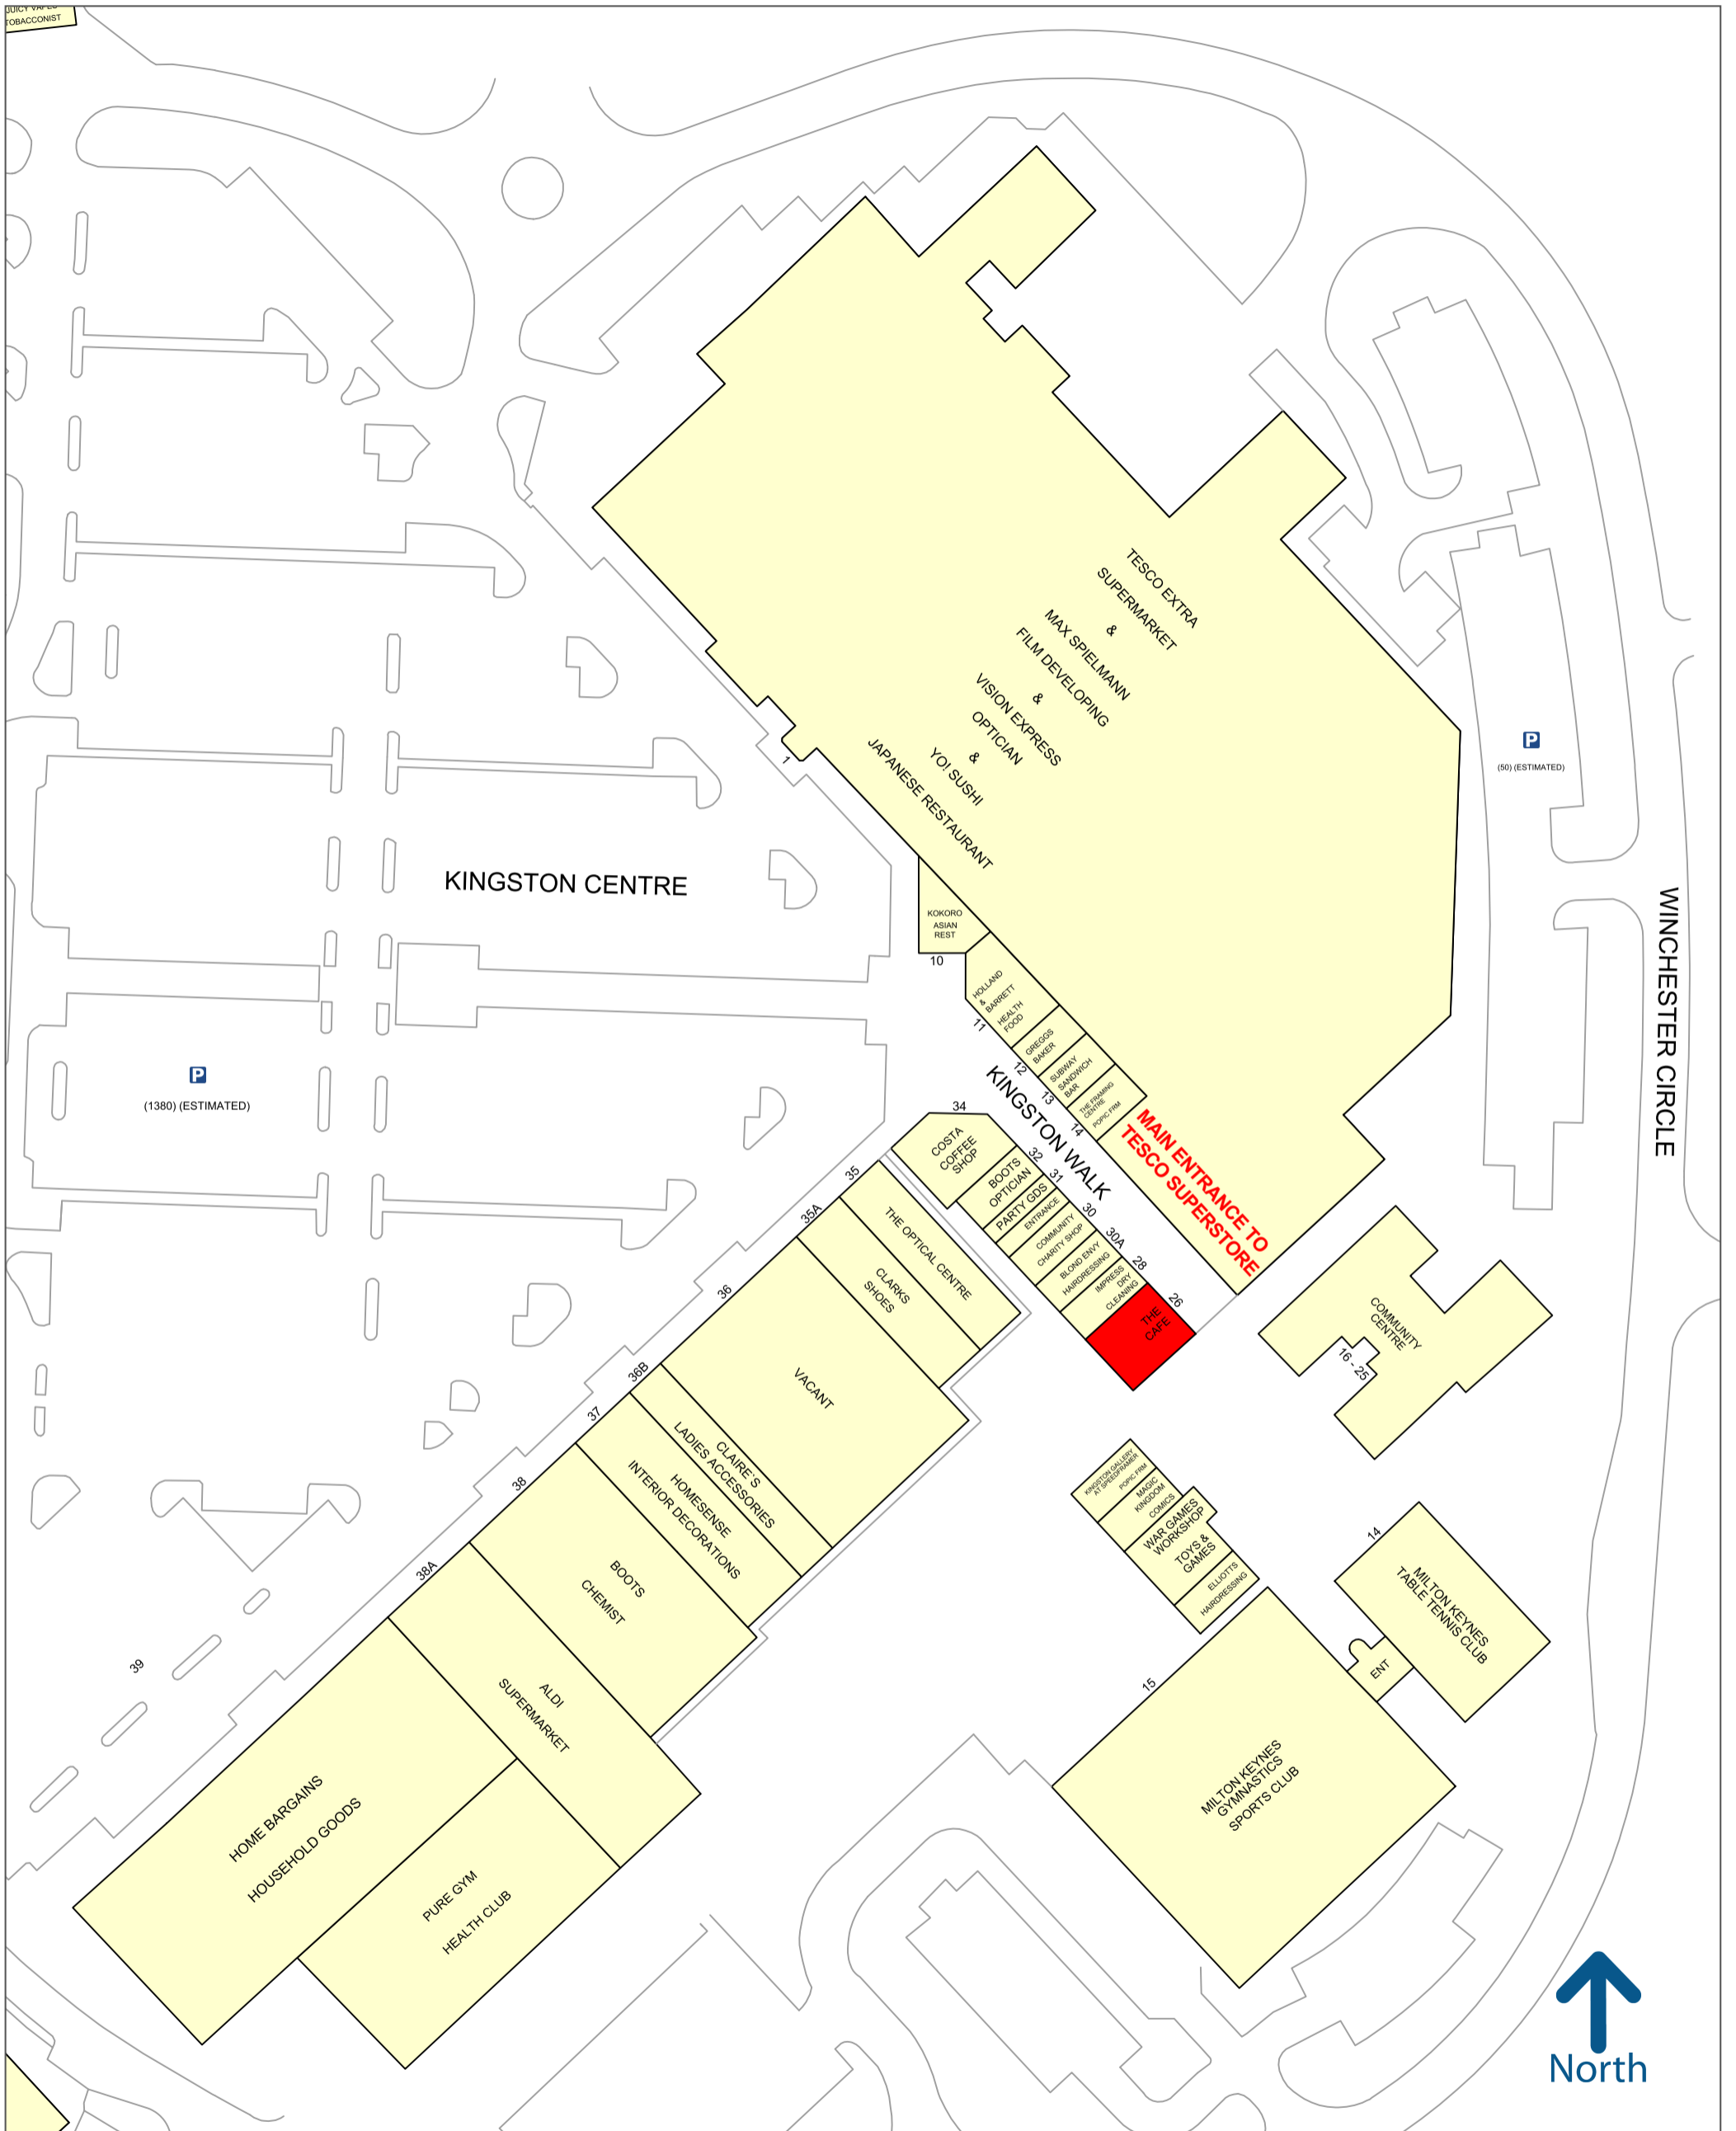 JUICY VAPES
TOBACCONIST
TESCO EXTRA
SUPERMARKET
&
MAX SPIELMANN
FILM DEVELOPING
&
VISION EXPRESS
OPTICIAN
&
YO! SUSHI
JAPANESE RESTAURANT
1
P
(50) (ESTIMATED)
KINGSTON CENTRE
WINCHESTER CIRCLE
KOKORO
ASIAN
REST
10
HOLLAND
&
BARRETT
HEALTH
FOOD
11
GREGGS
BAKER
12
SUBWAY
SANDWICH
BAR
13
THE FRAMING
CENTRE
POPIC FRM
14
KINGSTON WALK
MAIN ENTRANCE TO
TESCO SUPERSTORE
P
(1380) (ESTIMATED)
34
COSTA
COFFEE
SHOP
32
BOOTS
OPTICIAN
31
PARTY GDS
ENTRANCE
30
COMMUNITY
CHARITY SHOP
30A
BLOND ENVY
HAIRDRESSING
28
IMPRESS
DRY
CLEANING
26
THE
CAFE
35
THE OPTICAL CENTRE
35A
CLARKS
SHOES
36
VACANT
36B
CLAIRE'S
LADIES ACCESSORIES
37
HOMESENSE
INTERIOR DECORATIONS
38
BOOTS
CHEMIST
38A
ALDI
SUPERMARKET
39
HOME BARGAINS
HOUSEHOLD GOODS
PURE GYM
HEALTH CLUB
COMMUNITY
CENTRE
16 - 25
KINGSTON GALLERY
AT SPEEDFRAMER
POPIC FRM
MAGIC
KINGDOM
COMICS
WAR GAMES
WORKSHOP
TOYS &
GAMES
ELLIOTTS
HAIRDRESSING
14
MILTON KEYNES
TABLE TENNIS CLUB
ENT
15
MILTON KEYNES
GYMNASTICS
SPORTS CLUB
North